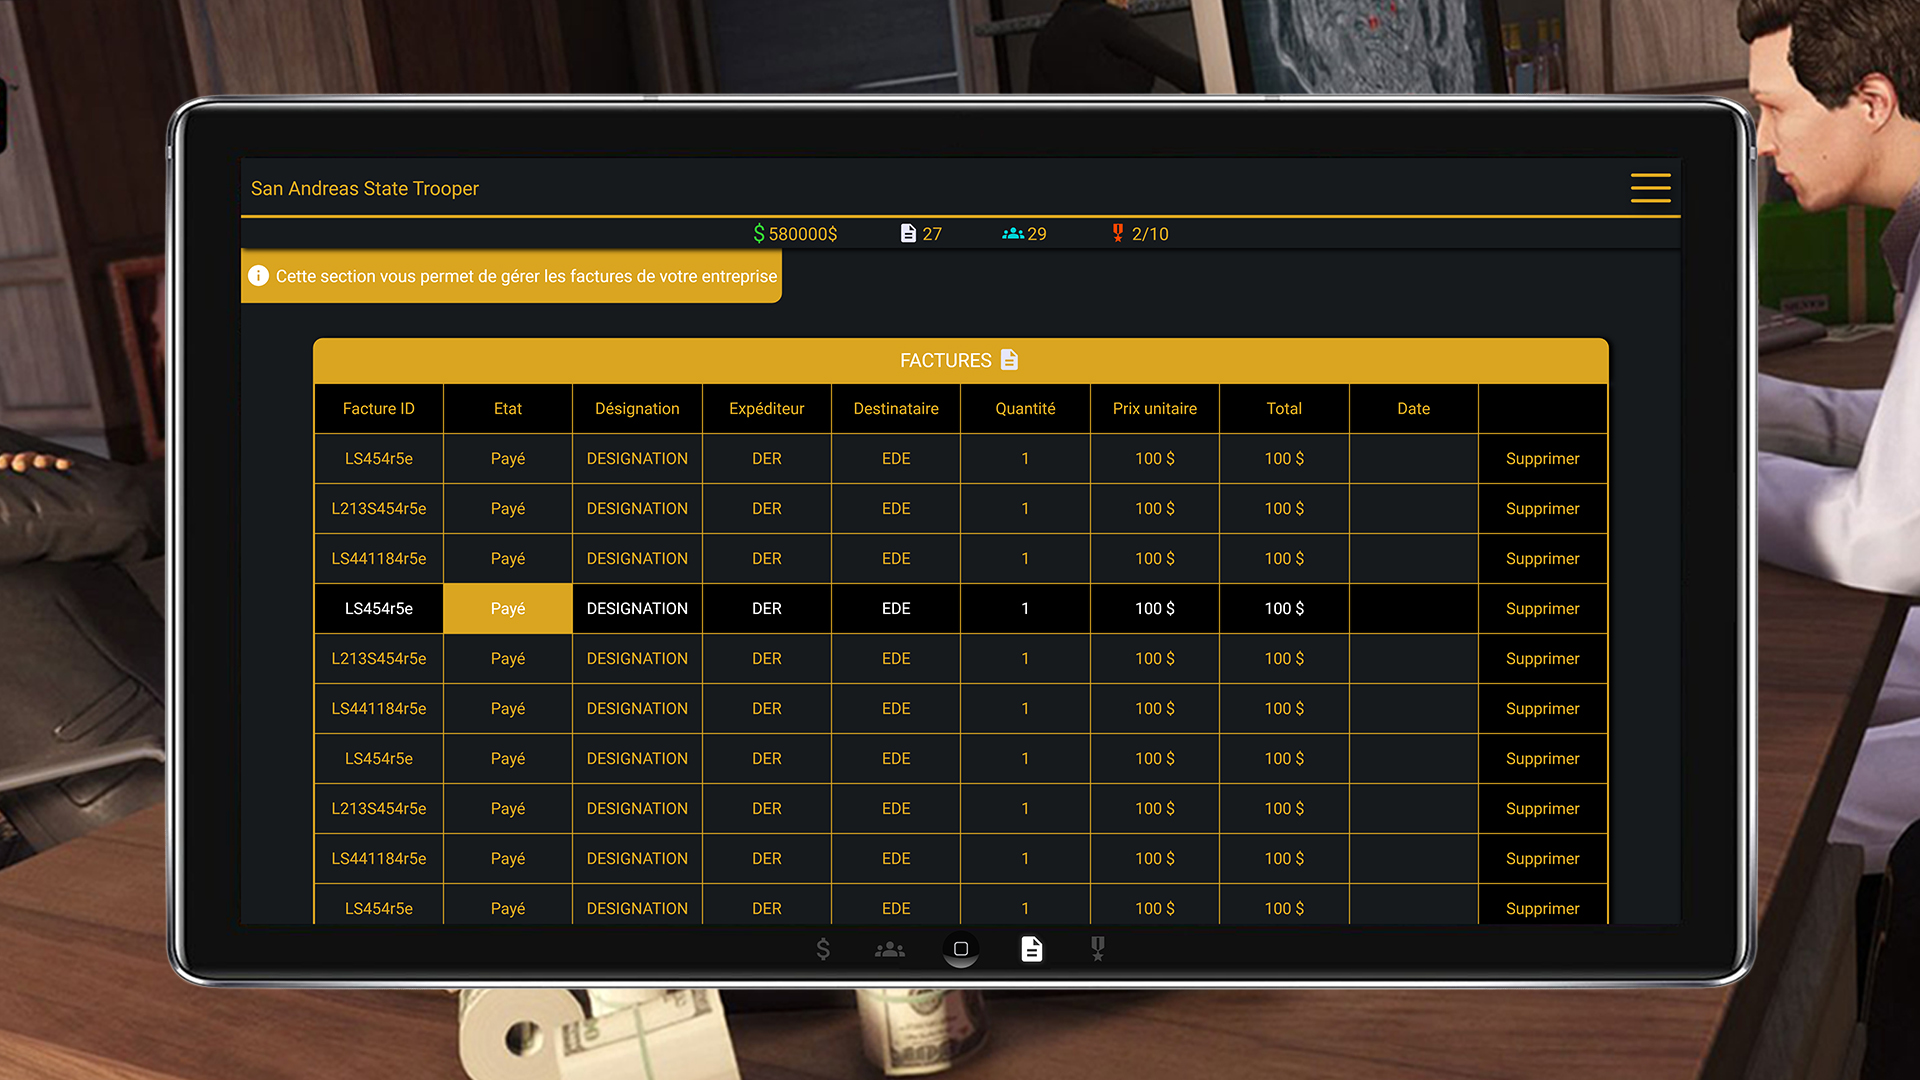 San Andreas State Trooper
$ 580000$ 27 29 2/10
Cette section vous permet de gérer les factures de votre entreprise
FACTURES
Facture ID Etat Désignation Expéditeur Destinataire Quantité Prix unitaire Total Date
LS454r5e Payé DESIGNATION DER EDE 1 100 $ 100 $ Supprimer
L213S454r5e Payé DESIGNATION DER EDE 1 100 $ 100 $ Supprimer
LS441184r5e Payé DESIGNATION DER EDE 1 100 $ 100 $ Supprimer
LS454r5e Payé DESIGNATION DER EDE 1 100 $ 100 $ Supprimer
L213S454r5e Payé DESIGNATION DER EDE 1 100 $ 100 $ Supprimer
LS441184r5e Payé DESIGNATION DER EDE 1 100 $ 100 $ Supprimer
LS454r5e Payé DESIGNATION DER EDE 1 100 $ 100 $ Supprimer
L213S454r5e Payé DESIGNATION DER EDE 1 100 $ 100 $ Supprimer
LS441184r5e Payé DESIGNATION DER EDE 1 100 $ 100 $ Supprimer
LS454r5e Payé DESIGNATION DER EDE 1 100 $ 100 $ Supprimer
$